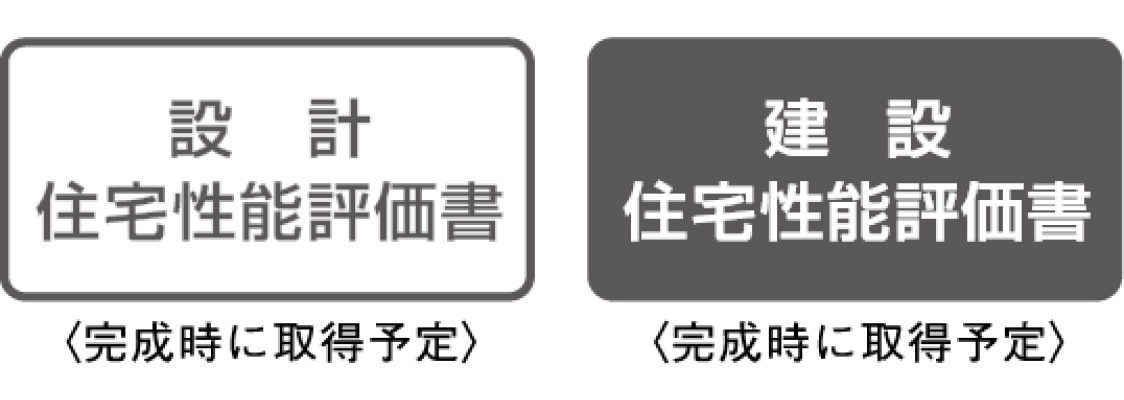 設 計
住宅性能評価書
〈完成時に取得予定〉
建 設
住宅性能評価書
〈完成時に取得予定〉